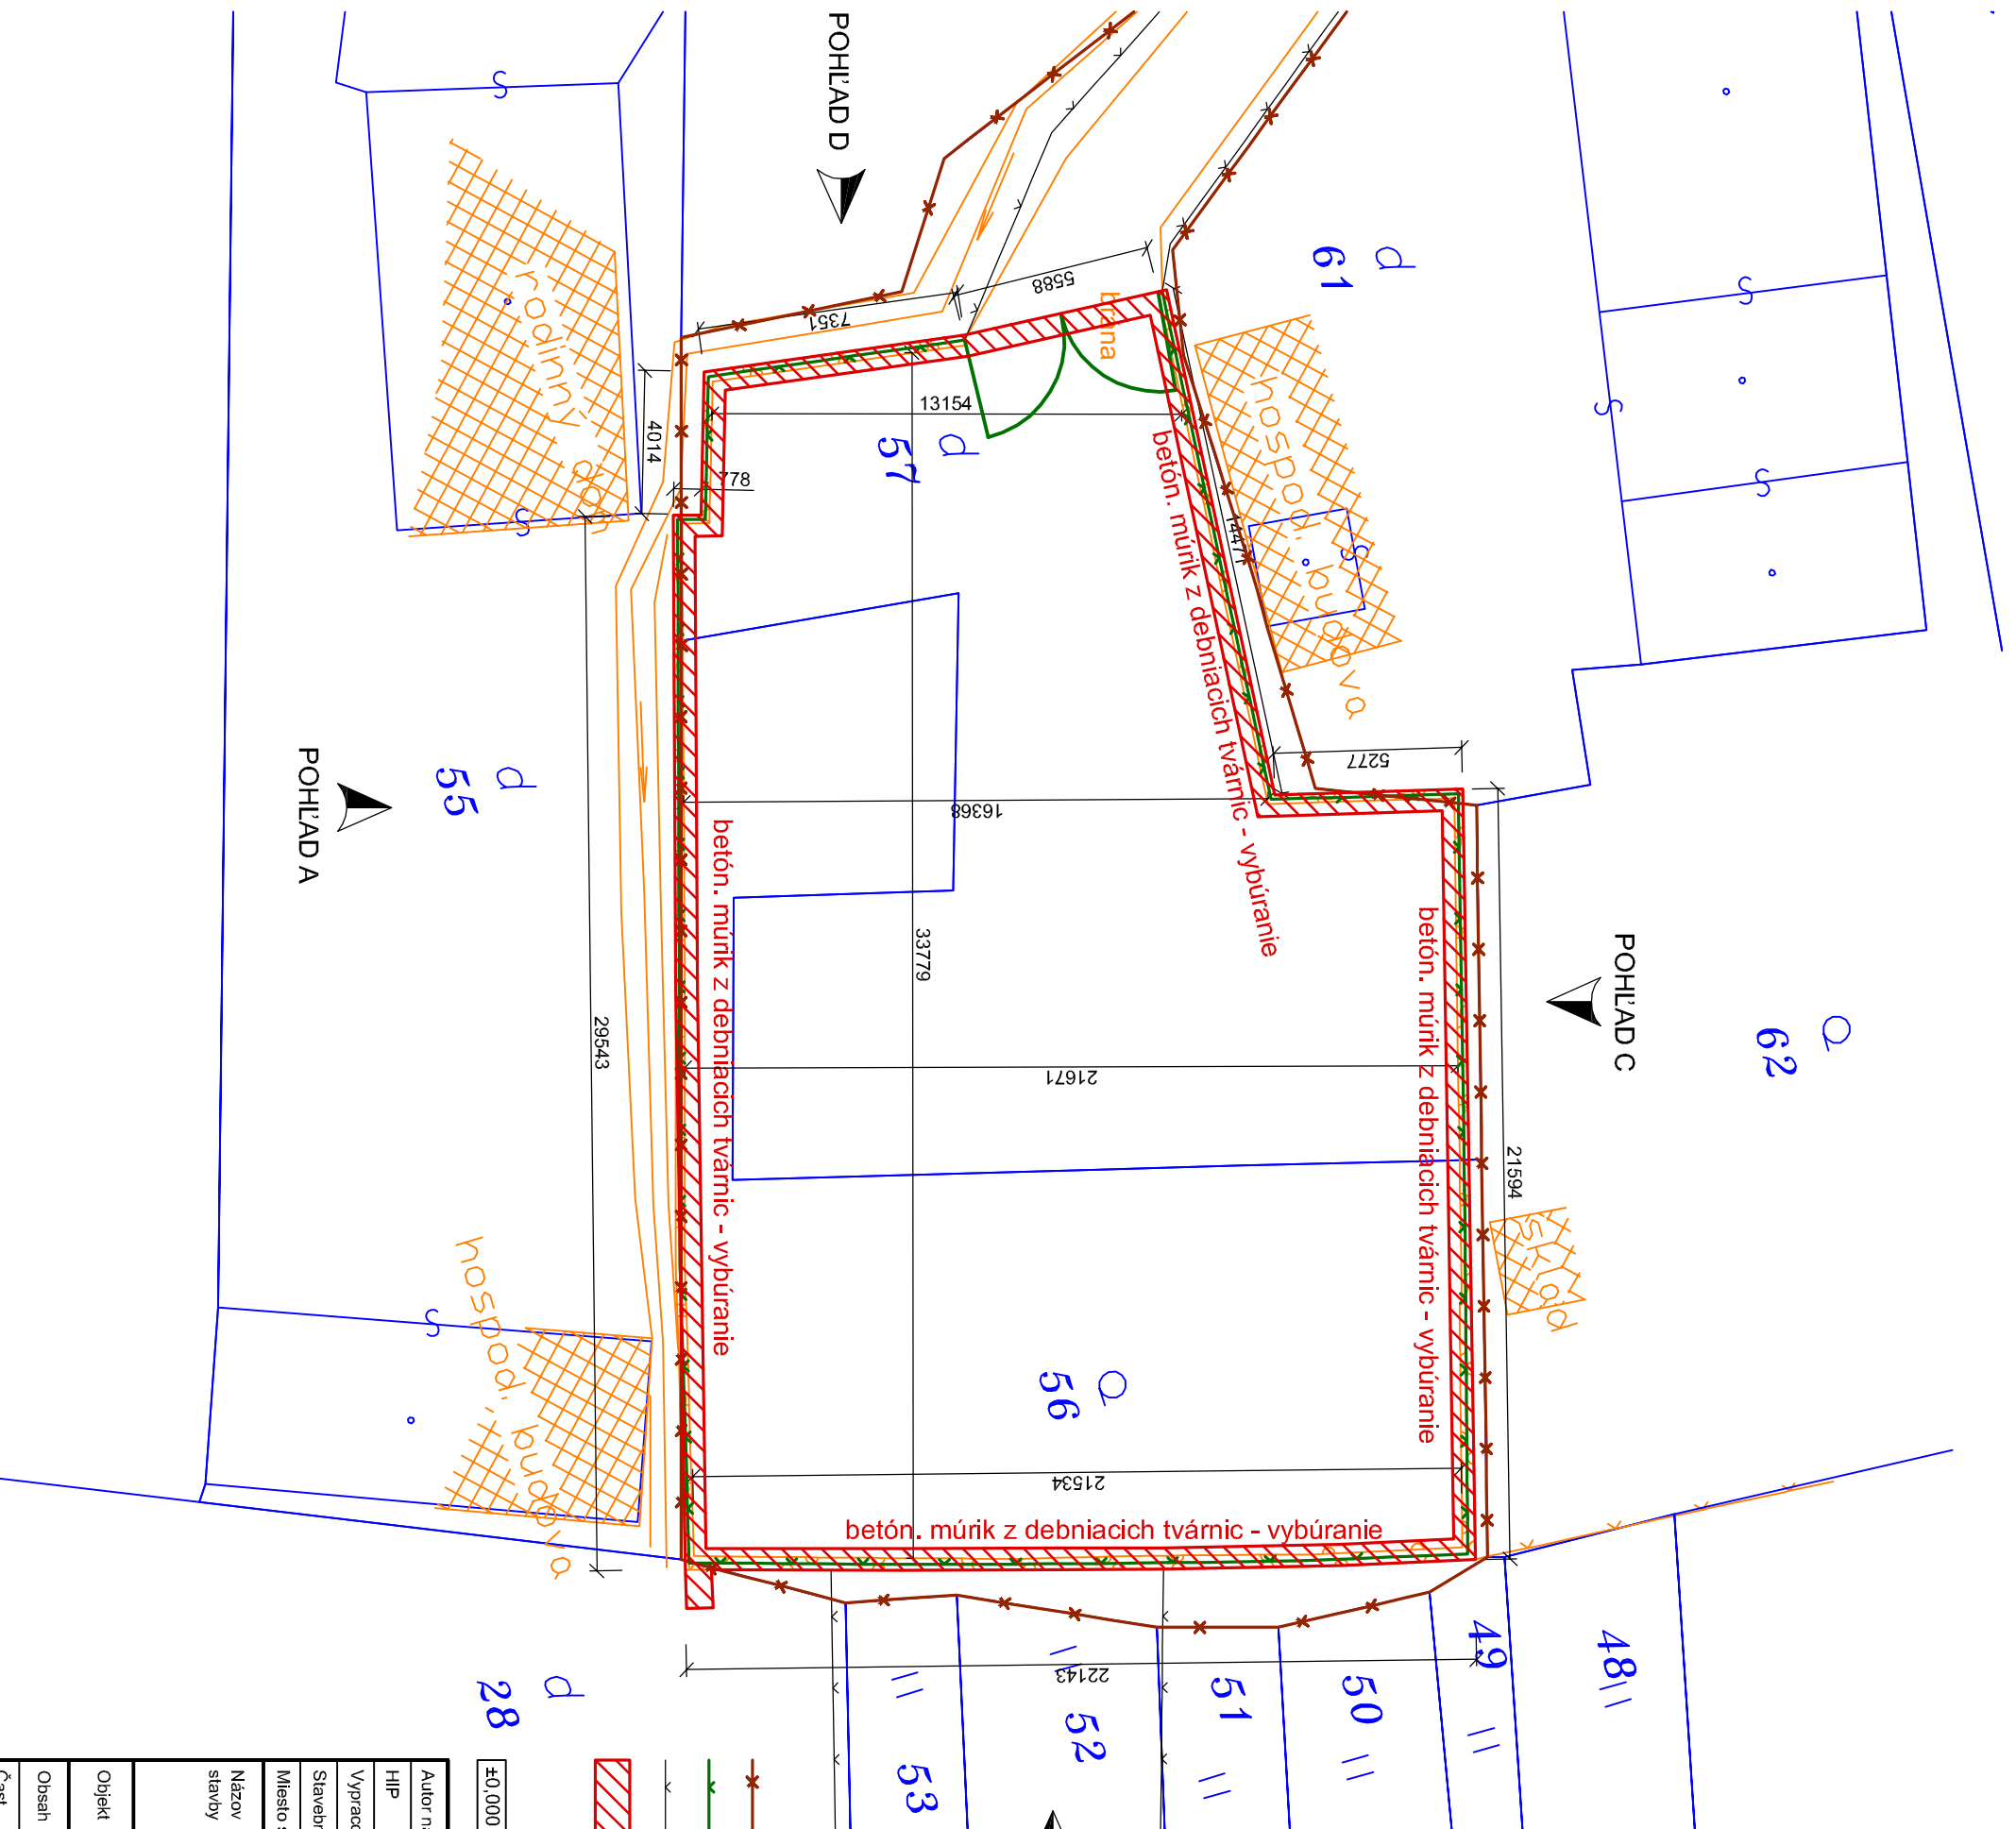 POHĽAD D
d
61
5588
7351
brána
rodinný dom
4014
13154
d
57
778
hospod. budova
14471
betón. múrik z debniacich tvárnic - vybúranie
5277
POHĽAD A
d
55
16368
betón. múrik z debniacich tvárnic - vybúranie
33779
29543
21671
betón. múrik z debniacich tvárnic - vybúranie
POHĽAD C
62
21594
sklad
hospod. budova
56
21534
betón. múrik z debniacich tvárnic - vybúranie
22143
d
28
53
52
51
50
49
48
±0,000
Autor
HIP
Miesto
Názov
stavby
Objekt
Obsah